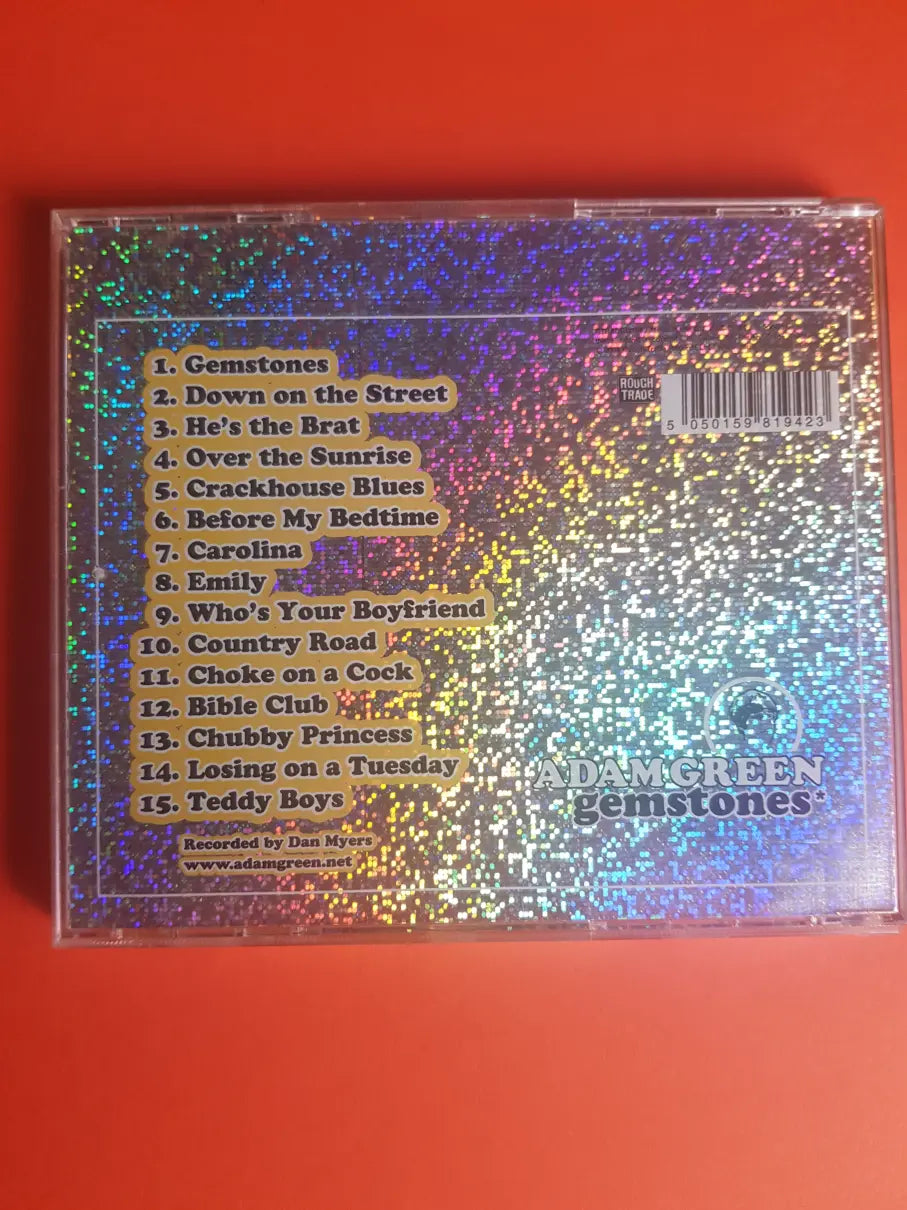 1. Gemstones
2. Down on the Street
3. He's the Brat
4. Over the Sunrise
5. Crackhouse Blues
6. Before My Bedtime
7. Carolina
8. Emily
9. Who's Your Boyfriend
10. Country Road
11. Choke on a Cock
12. Bible Club
13. Chubby Princess
14. Losing on a Tuesday
15. Teddy Boys
Recorded by Dan Myers
www.adamgreen.net
ROUGH
TRADE
5 050159 819423
ADAM GREEN
gemstones*